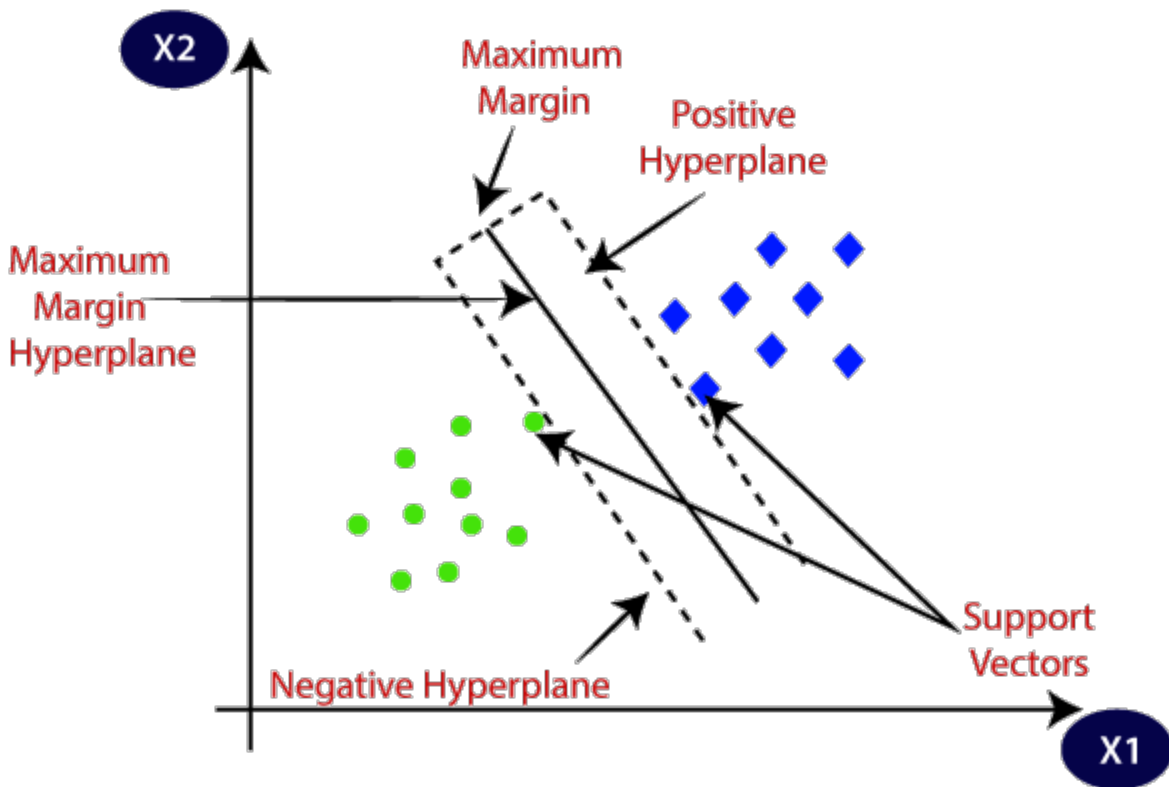 X2
Maximum
Margin
Positive
Hyperplane
Maximum
Margin
Hyperplane
Support
Vectors
Negative Hyperplane
X1